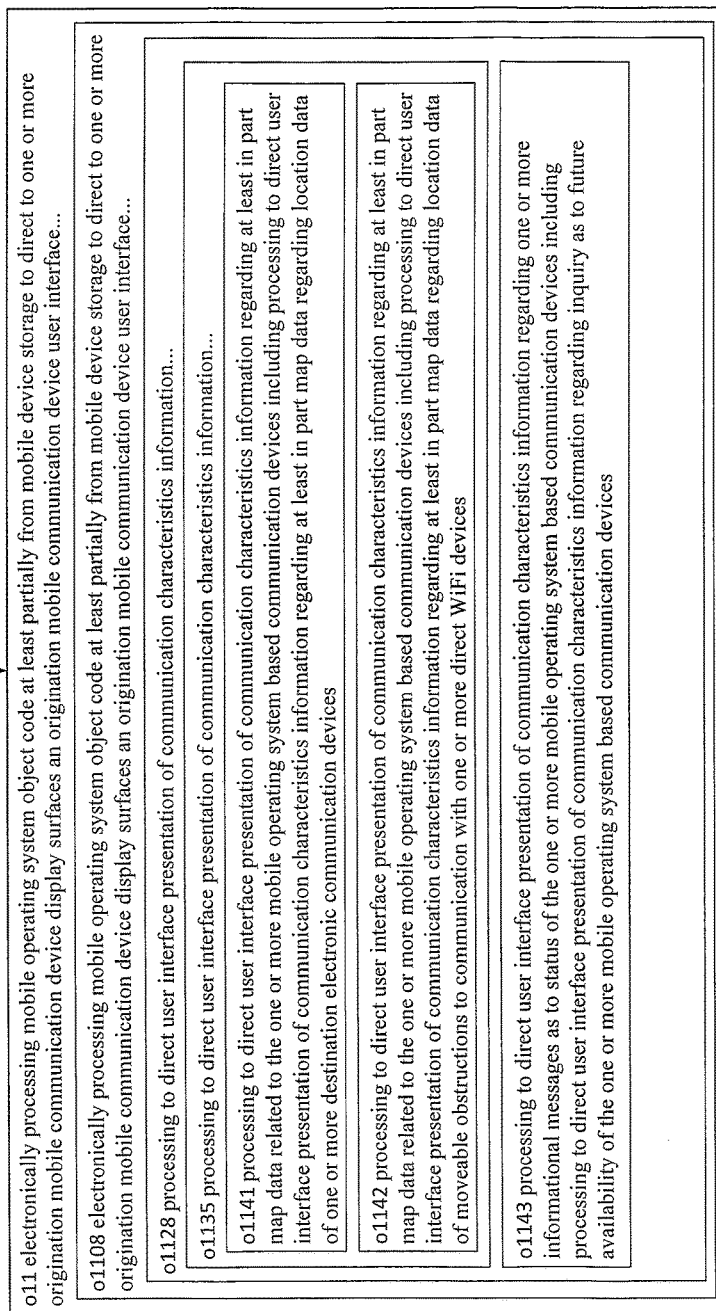 o11 electronically processing mobile operating system object code at least partially from mobile device storage to direct to one or more
origination mobile communication device display surfaces an origination mobile communication device user interface...
o1108 electronically processing mobile operating system object code at least partially from mobile device storage to direct to one or more
origination mobile communication device display surfaces an origination mobile communication device user interface...
o1128 processing to direct user interface presentation of communication characteristics information...
o1135 processing to direct user interface presentation of communication characteristics information...
o1141 processing to direct user interface presentation of communication characteristics information regarding at least in part
map data related to the one or more mobile operating system based communication devices including processing to direct user
interface presentation of communication characteristics information regarding at least in part map data regarding location data
of one or more destination electronic communication devices
o1142 processing to direct user interface presentation of communication characteristics information regarding at least in part
map data related to the one or more mobile operating system based communication devices including processing to direct user
interface presentation of communication characteristics information regarding at least in part map data regarding location data
of moveable obstructions to communication with one or more direct WiFi devices
o1143 processing to direct user interface presentation of communication characteristics information regarding one or more
informational messages as to status of the one or more mobile operating system based communication devices including
processing to direct user interface presentation of communication characteristics information regarding inquiry as to future
availability of the one or more mobile operating system based communication devices